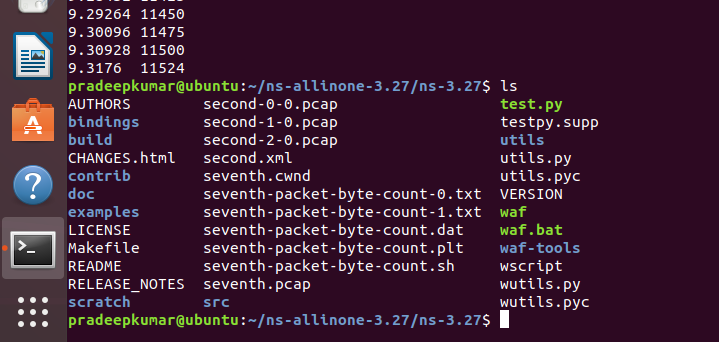 9.29264 11450
9.30096 11475
9.30928 11500
9.3176  11524
pradeepkumar@ubuntu:~/ns-allinone-3.27/ns-3.27$ ls
AUTHORS        second-0-0.pcap                  test.py
bindings       second-1-0.pcap                  testpy.supp
build          second-2-0.pcap                  utils
CHANGES.html   second.xml                       utils.py
contrib        seventh.cwnd                     utils.pyc
doc            seventh-packet-byte-count-0.txt  VERSION
examples       seventh-packet-byte-count-1.txt  waf
LICENSE        seventh-packet-byte-count.dat    waf.bat
Makefile       seventh-packet-byte-count.plt    waf-tools
README         seventh-packet-byte-count.sh     wscript
RELEASE_NOTES  seventh.pcap                     wutils.py
scratch        src                              wutils.pyc
pradeepkumar@ubuntu:~/ns-allinone-3.27/ns-3.27$